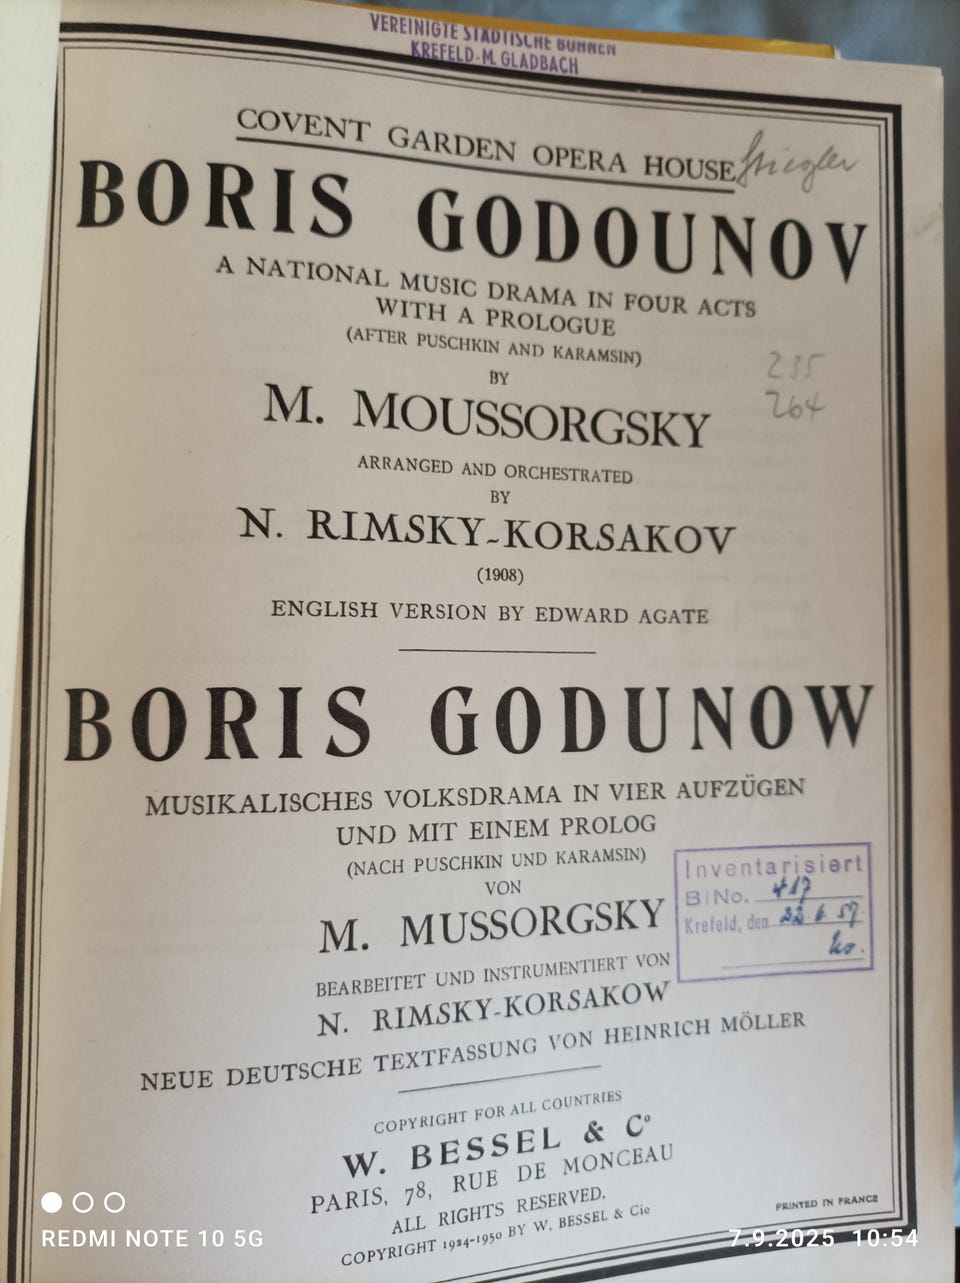 VEREINIGTE STÄDTISCHE BÜHNEN
KREFELD-M. GLADBACH
COVENT GARDEN OPERA HOUSE
Stiegler
BORIS GODOUNOV
A NATIONAL MUSIC DRAMA IN FOUR ACTS
WITH A PROLOGUE
(AFTER PUSCHKIN AND KARAMSIN)
BY
235
264
M. MOUSSORGSKY
ARRANGED AND ORCHESTRATED
BY
N. RIMSKY-KORSAKOV
(1908)
ENGLISH VERSION BY EDWARD AGATE
BORIS GODUNOW
MUSIKALISCHES VOLKSDRAMA IN VIER AUFZÜGEN
UND MIT EINEM PROLOG
(NACH PUSCHKIN UND KARAMSIN)
VON
M. MUSSORGSKY
Inventarisiert
B/No. 417
Krefeld, den 22.6.57
BEARBEITET UND INSTRUMENTIERT VON
N. RIMSKY-KORSAKOW
NEUE DEUTSCHE TEXTFASSUNG VON HEINRICH MÖLLER
COPYRIGHT FOR ALL COUNTRIES
W. BESSEL & Cº
PARIS, 78, RUE DE MONCEAU
ALL RIGHTS RESERVED.
COPYRIGHT 1924-1950 BY W. BESSEL & Cie
PRINTED IN FRANCE
REDMI NOTE 10 5G
7.9.2025 10:54